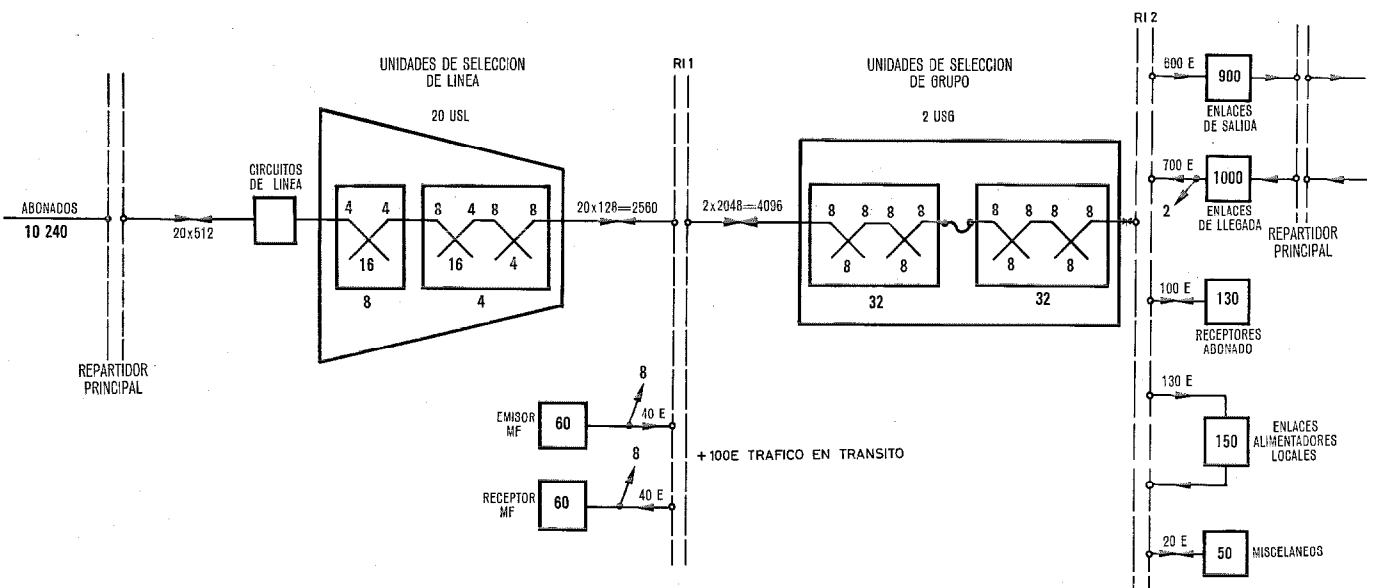 ABONADOS
10 240
REPARTIDOR
PRINCIPAL
20x512
CIRCUITOS
DE LINEA
UNIDADES DE SELECCION
DE LINEA
20 USL
4 4
16
8
8 4 8 8
16 4
4
20x128=2560
RI 1
2x2048=4096
UNIDADES DE SELECCION
DE GRUPO
2 USG
8 8 8 8
8 8
32
8 8 8 8
8 8
32
EMISOR
MF
60
8
40 E
RECEPTOR
MF
60
8
40 E
+100E TRAFICO EN TRANSITO
RI 2
900
ENLACES
DE SALIDA
700 E
1000
2
ENLACES
DE LLEGADA
REPARTIDOR
PRINCIPAL
100 E
130
RECEPTORES
ABONADO
130 E
150
ENLACES
ALIMENTADORES
LOCALES
20 E
50
MISCELANEOS